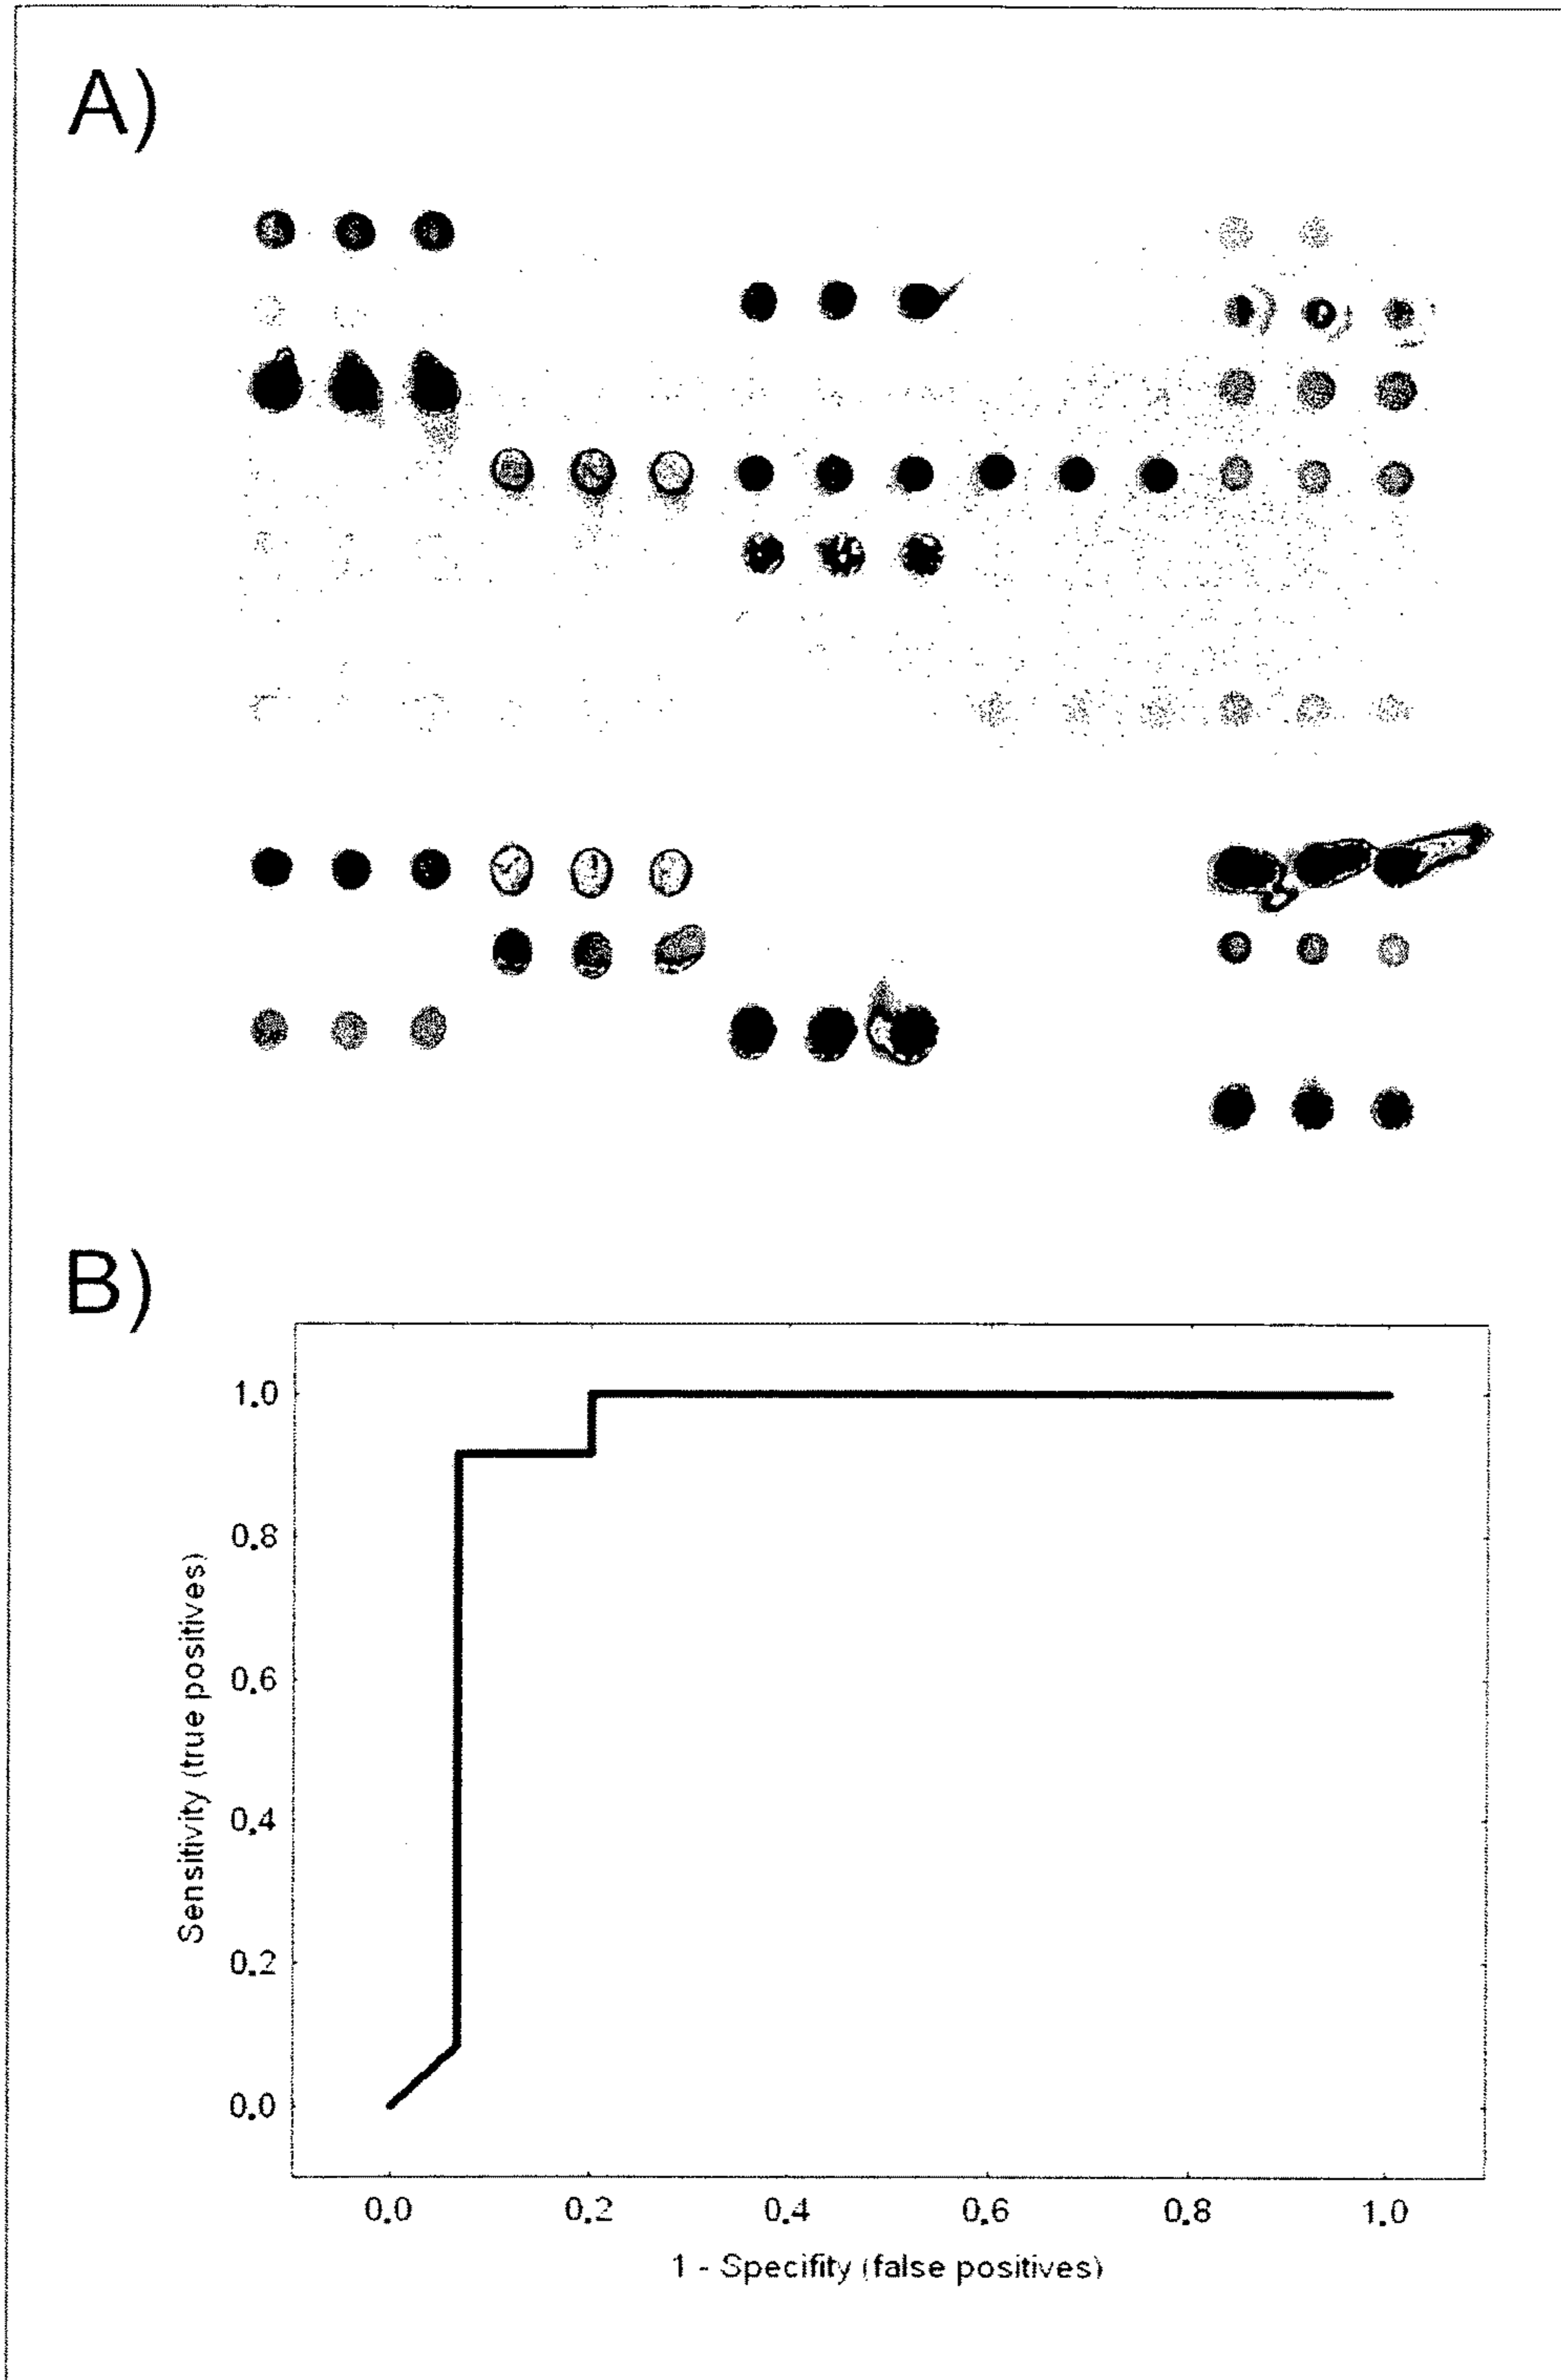 A)
B)
1.0
0.8
0.6
0.4
0.2
0.0
Sensitivity (true positives)
0.0 0.2 0.4 0.6 0.8 1.0
1 - Specifity (false positives)